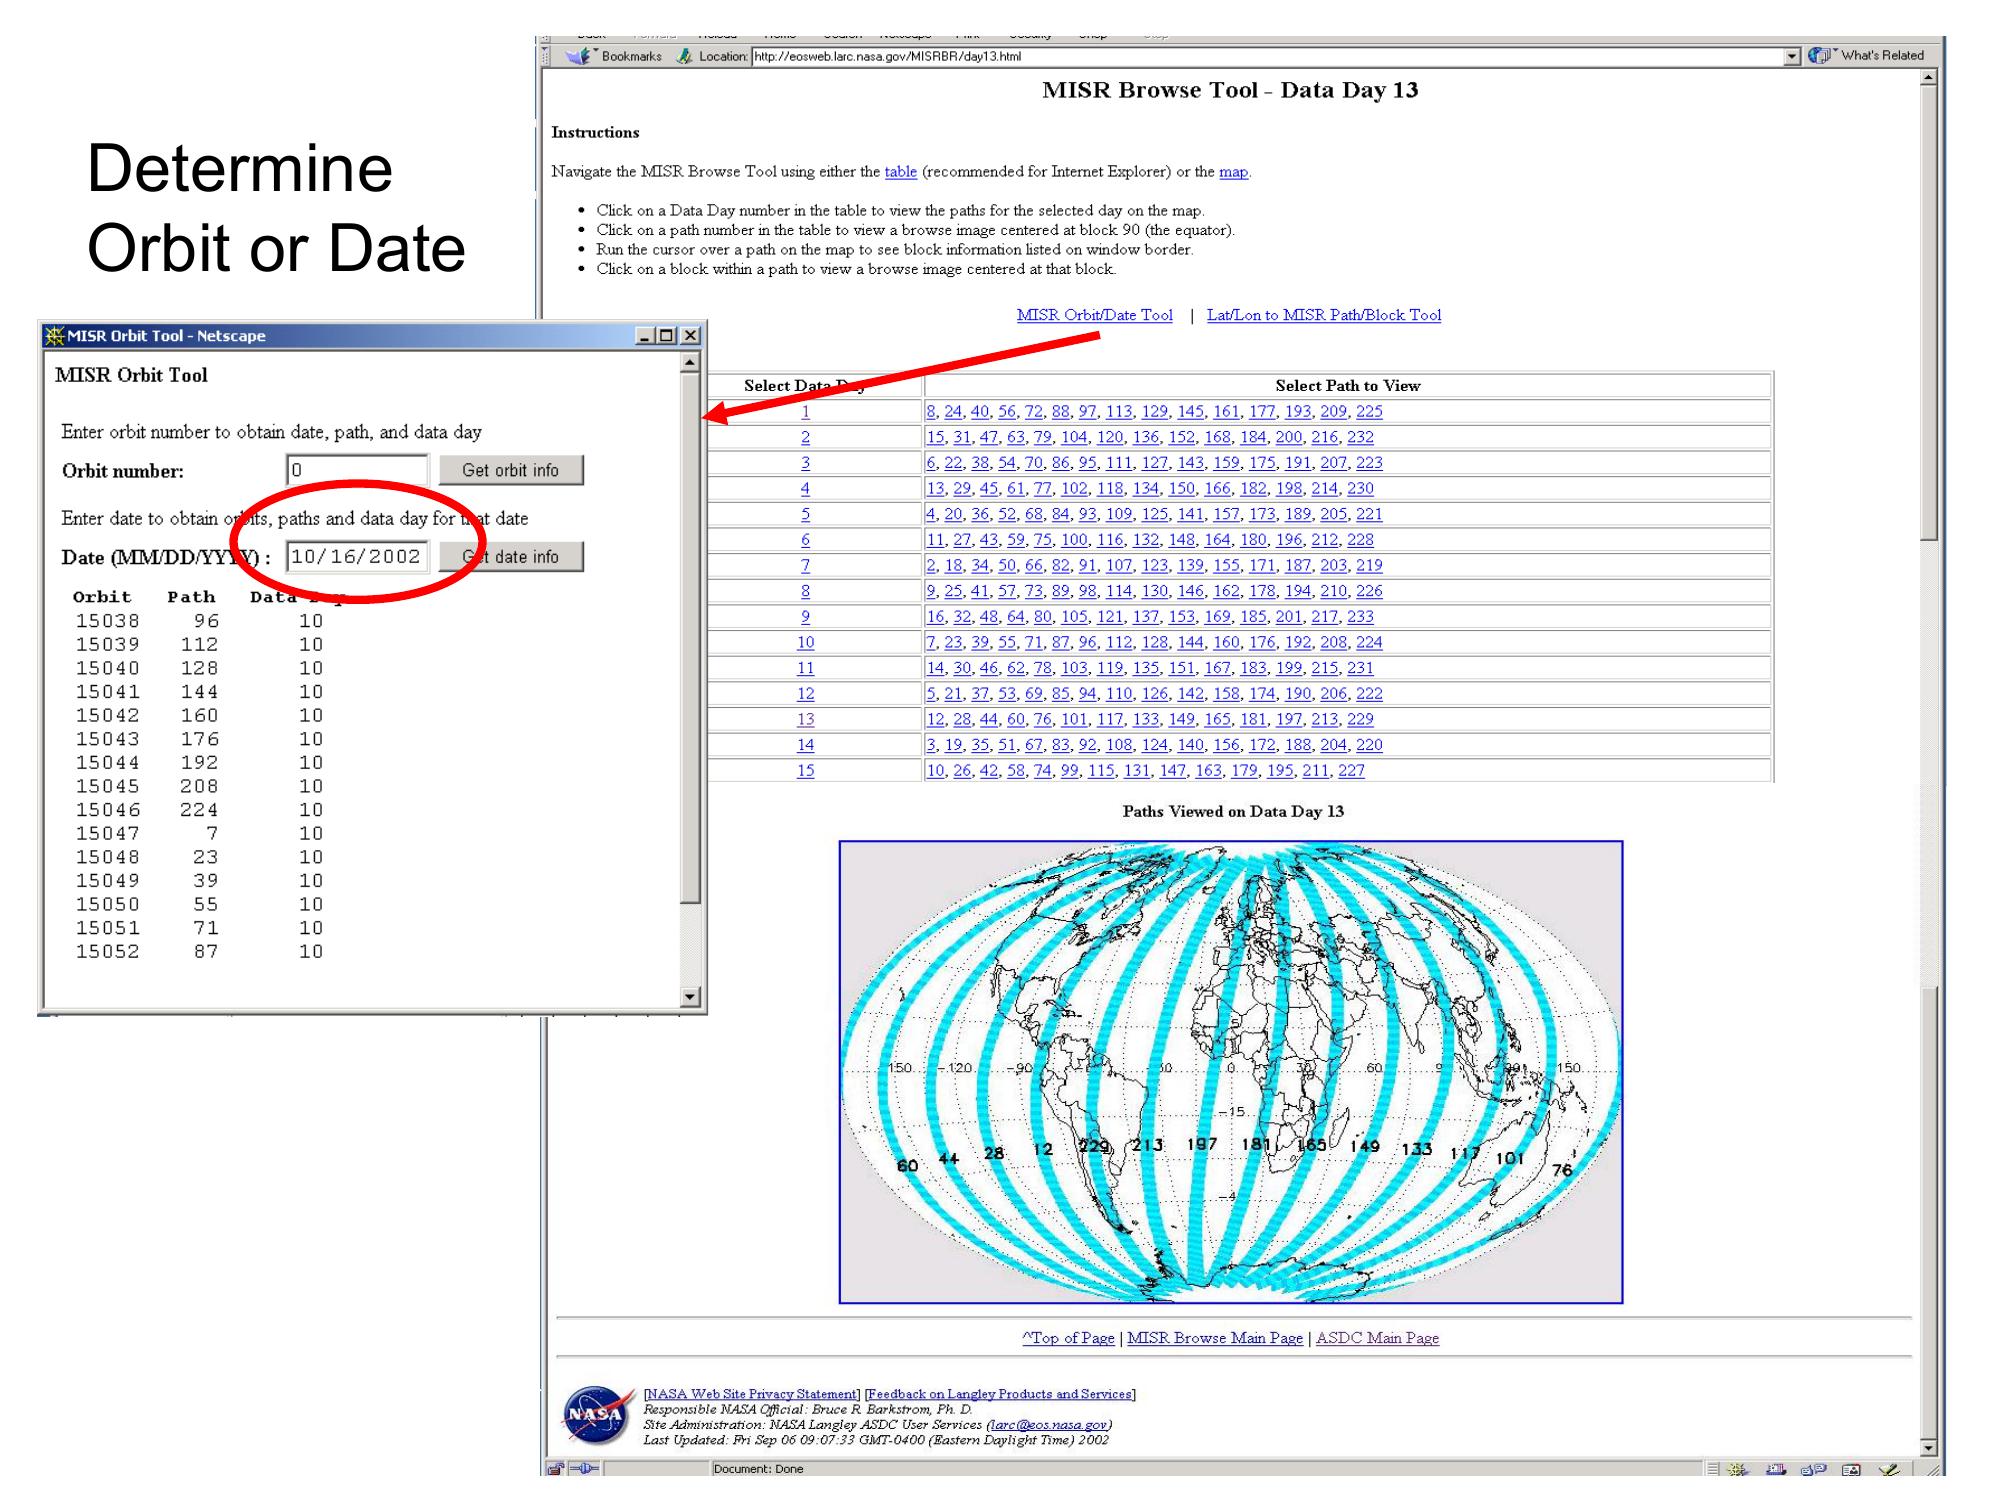 Determine
Orbit or Date
Bookmarks Location: http://eosweb.larc.nasa.gov/MISRBR/day13.html What's Related
MISR Browse Tool - Data Day 13
Instructions
Navigate the MISR Browse Tool using either the table (recommended for Internet Explorer) or the map.
• Click on a Data Day number in the table to view the paths for the selected day on the map.
• Click on a path number in the table to view a browse image centered at block 90 (the equator).
• Run the cursor over a path on the map to see block information listed on window border.
• Click on a block within a path to view a browse image centered at that block.
MISR Orbit/Date Tool | Lat/Lon to MISR Path/Block Tool
MISR Orbit Tool - Netscape
MISR Orbit Tool
Enter orbit number to obtain date, path, and data day
Orbit number: 0 Get orbit info
Enter date to obtain orbits, paths and data day for that date
Date (MM/DD/YYYY) : 10/16/2002 Get date info
Orbit Path Data Day
15038 96 10
15039 112 10
15040 128 10
15041 144 10
15042 160 10
15043 176 10
15044 192 10
15045 208 10
15046 224 10
15047 7 10
15048 23 10
15049 39 10
15050 55 10
15051 71 10
15052 87 10
Select Data Day Select Path to View
1 8, 24, 40, 56, 72, 88, 97, 113, 129, 145, 161, 177, 193, 209, 225
2 15, 31, 47, 63, 79, 104, 120, 136, 152, 168, 184, 200, 216, 232
3 6, 22, 38, 54, 70, 86, 95, 111, 127, 143, 159, 175, 191, 207, 223
4 13, 29, 45, 61, 77, 102, 118, 134, 150, 166, 182, 198, 214, 230
5 4, 20, 36, 52, 68, 84, 93, 109, 125, 141, 157, 173, 189, 205, 221
6 11, 27, 43, 59, 75, 100, 116, 132, 148, 164, 180, 196, 212, 228
7 2, 18, 34, 50, 66, 82, 91, 107, 123, 139, 155, 171, 187, 203, 219
8 9, 25, 41, 57, 73, 89, 98, 114, 130, 146, 162, 178, 194, 210, 226
9 16, 32, 48, 64, 80, 105, 121, 137, 153, 169, 185, 201, 217, 233
10 7, 23, 39, 55, 71, 87, 96, 112, 128, 144, 160, 176, 192, 208, 224
11 14, 30, 46, 62, 78, 103, 119, 135, 151, 167, 183, 199, 215, 231
12 5, 21, 37, 53, 69, 85, 94, 110, 126, 142, 158, 174, 190, 206, 222
13 12, 28, 44, 60, 76, 101, 117, 133, 149, 165, 181, 197, 213, 229
14 3, 19, 35, 51, 67, 83, 92, 108, 124, 140, 156, 172, 188, 204, 220
15 10, 26, 42, 58, 74, 99, 115, 131, 147, 163, 179, 195, 211, 227
Paths Viewed on Data Day 13
150 -120 -90 0 30 60 150
-15
60 44 28 12 229 213 197 181 165 149 133 117 101 76
^Top of Page | MISR Browse Main Page | ASDC Main Page
NASA
[NASA Web Site Privacy Statement] [Feedback on Langley Products and Services]
Responsible NASA Official: Bruce R. Barkstrom, Ph. D.
Site Administration: NASA Langley ASDC User Services (larc@eos.nasa.gov)
Last Updated: Fri Sep 06 09:07:33 GMT-0400 (Eastern Daylight Time) 2002
Document: Done